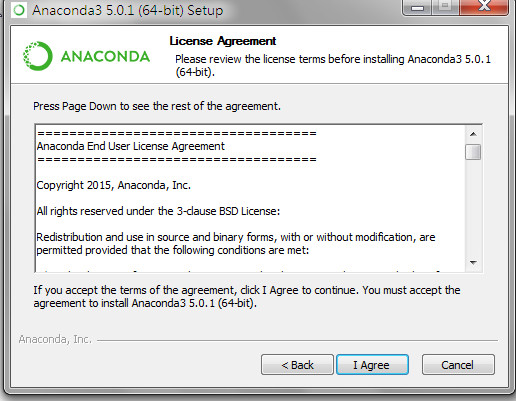 Anaconda3 5.0.1 (64-bit) Setup
License Agreement
Please review the license terms before installing Anaconda3 5.0.1
(64-bit).
ANACONDA
Press Page Down to see the rest of the agreement.
====================================
Anaconda End User License Agreement
====================================
Copyright 2015, Anaconda, Inc.
All rights reserved under the 3-clause BSD License:
Redistribution and use in source and binary forms, with or without modification, are
permitted provided that the following conditions are met:
If you accept the terms of the agreement, click I Agree to continue. You must accept the
agreement to install Anaconda3 5.0.1 (64-bit).
Anaconda, Inc.
< Back
I Agree
Cancel